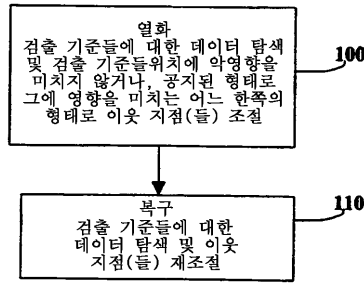 열화
검출 기준들에 대한 데이터 탐색
및 검출 기준들위치에 악영향을
미치지 않거나, 공지된 형태로
그에 영향을 미치는 어느 한쪽의
형태로 이웃 지점(들) 조절
100
복구
검출 기준들에 대한
데이터 탐색 및 이웃
지점(들) 재조절
110